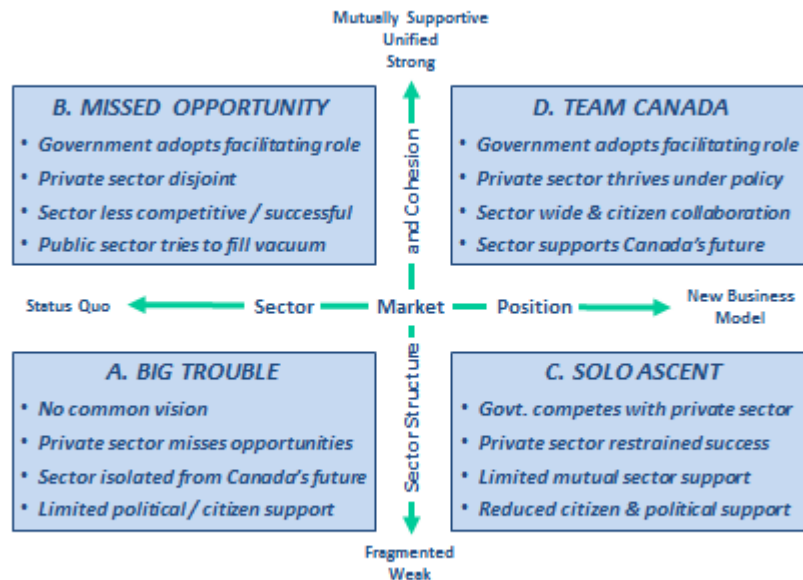 Mutually Supportive
Unified
Strong
B. MISSED OPPORTUNITY
• Government adopts facilitating role
• Private sector disjoint
• Sector less competitive / successful
• Public sector tries to fill vacuum
D. TEAM CANADA
• Government adopts facilitating role
• Private sector thrives under policy
• Sector wide & citizen collaboration
• Sector supports Canada's future
Sector Structure and Cohesion
Status Quo
Sector Market Position
New Business
Model
A. BIG TROUBLE
• No common vision
• Private sector misses opportunities
• Sector isolated from Canada's future
• Limited political / citizen support
C. SOLO ASCENT
• Govt. competes with private sector
• Private sector restrained success
• Limited mutual sector support
• Reduced citizen & political support
Fragmented
Weak